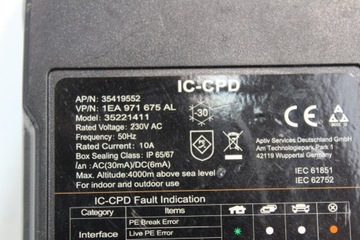 IC-CPD
AP/N: 35419552
VP/N: 1EA 971 675 AL
Model: 35221411
Rated Voltage: 230V AC
Frequency: 50Hz
Rated Current: 10A
Box Sealing Class: IP 65/67
I∆n : AC(30mA)/DC(6mA)
Max. Altitude:4000m above sea level
For indoor and outdoor use
-30
CE
Aptiv Services Deutschland GmbH
Am Technologiepark 1
42119 Wuppertal Germany
IEC 61851
IEC 62752
IC-CPD Fault Indication
Category
Items
Interface
PE Break Error
Live PE Error